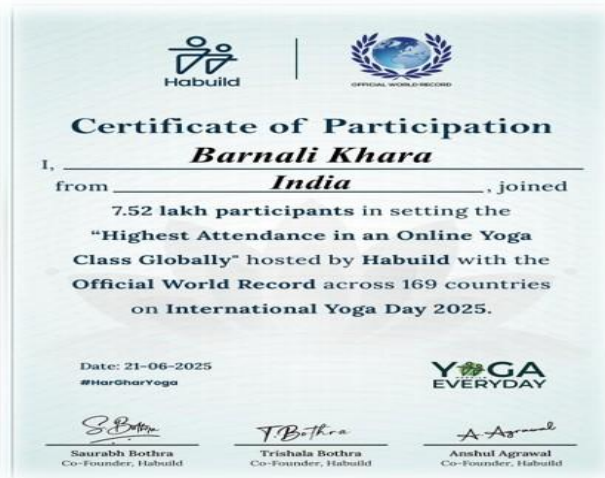 Habuild
OFFICIAL WORLD RECORD
Certificate of Participation
I, Barnali Khara
from India, joined
7.52 lakh participants in setting the
“Highest Attendance in an Online Yoga
Class Globally" hosted by Habuild with the
Official World Record across 169 countries
on International Yoga Day 2025.
Date: 21-06-2025
#HarGharYoga
YOGA
EVERYDAY
S.Bothra
T.Bothra
A Agrawal
Saurabh Bothra
Co-Founder, Habuild
Trishala Bothra
Co-Founder, Habuild
Anshul Agrawal
Co-Founder, Habuild